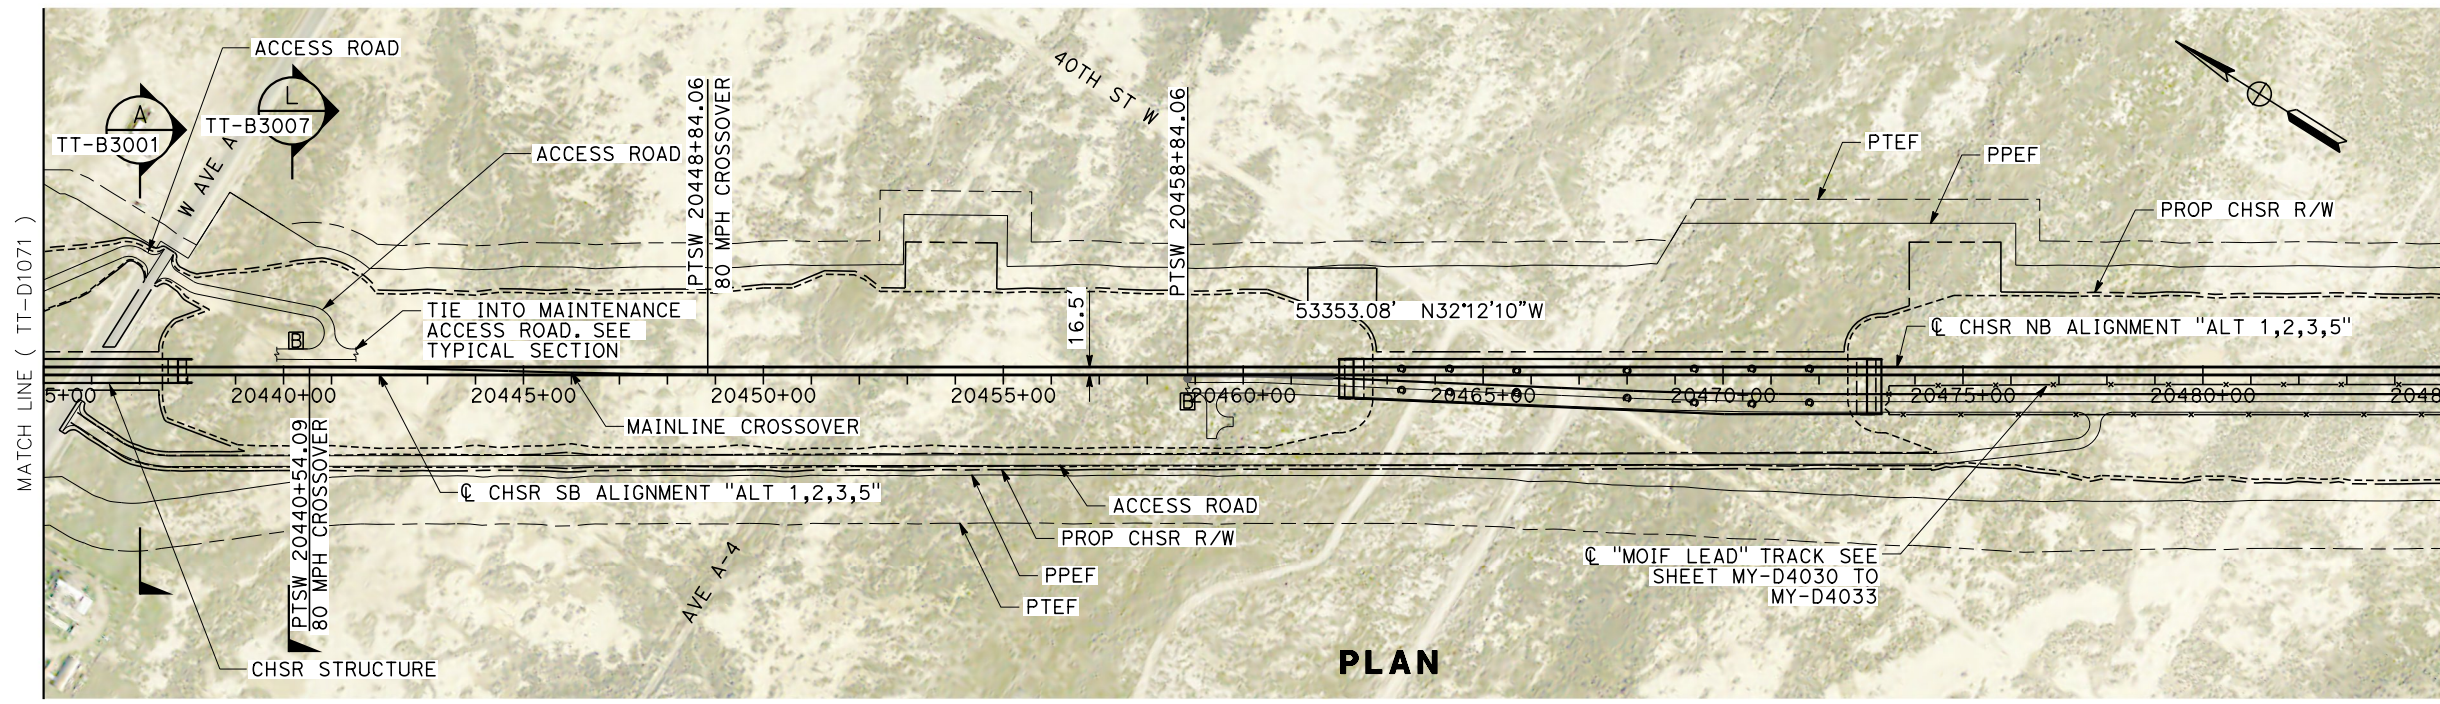 MATCH LINE ( TT-D1071 )
ACCESS ROAD
A
TT-B3001
L
TT-B3007
W AVE A
ACCESS ROAD
PTSW 20448+84.06
80 MPH CROSSOVER
40TH ST W
PTSW 20458+84.06
PTEF
PPEF
PROP CHSR R/W
TIE INTO MAINTENANCE
ACCESS ROAD. SEE
TYPICAL SECTION
B
16.5
53353.08' N32°12'10"W
℄ CHSR NB ALIGNMENT "ALT 1,2,3,5"
5+00
20440+00
20445+00
20450+00
20455+00
B
20460+00
20465+00
20470+00
20475+00
20480+00
2048
MAINLINE CROSSOVER
PTSW 20440+54.09
80 MPH CROSSOVER
℄ CHSR SB ALIGNMENT "ALT 1,2,3,5"
ACCESS ROAD
PROP CHSR R/W
PPEF
PTEF
AVE A-4
℄ "MOIF LEAD" TRACK SEE
SHEET MY-D4030 TO
MY-D4033
CHSR STRUCTURE
PLAN